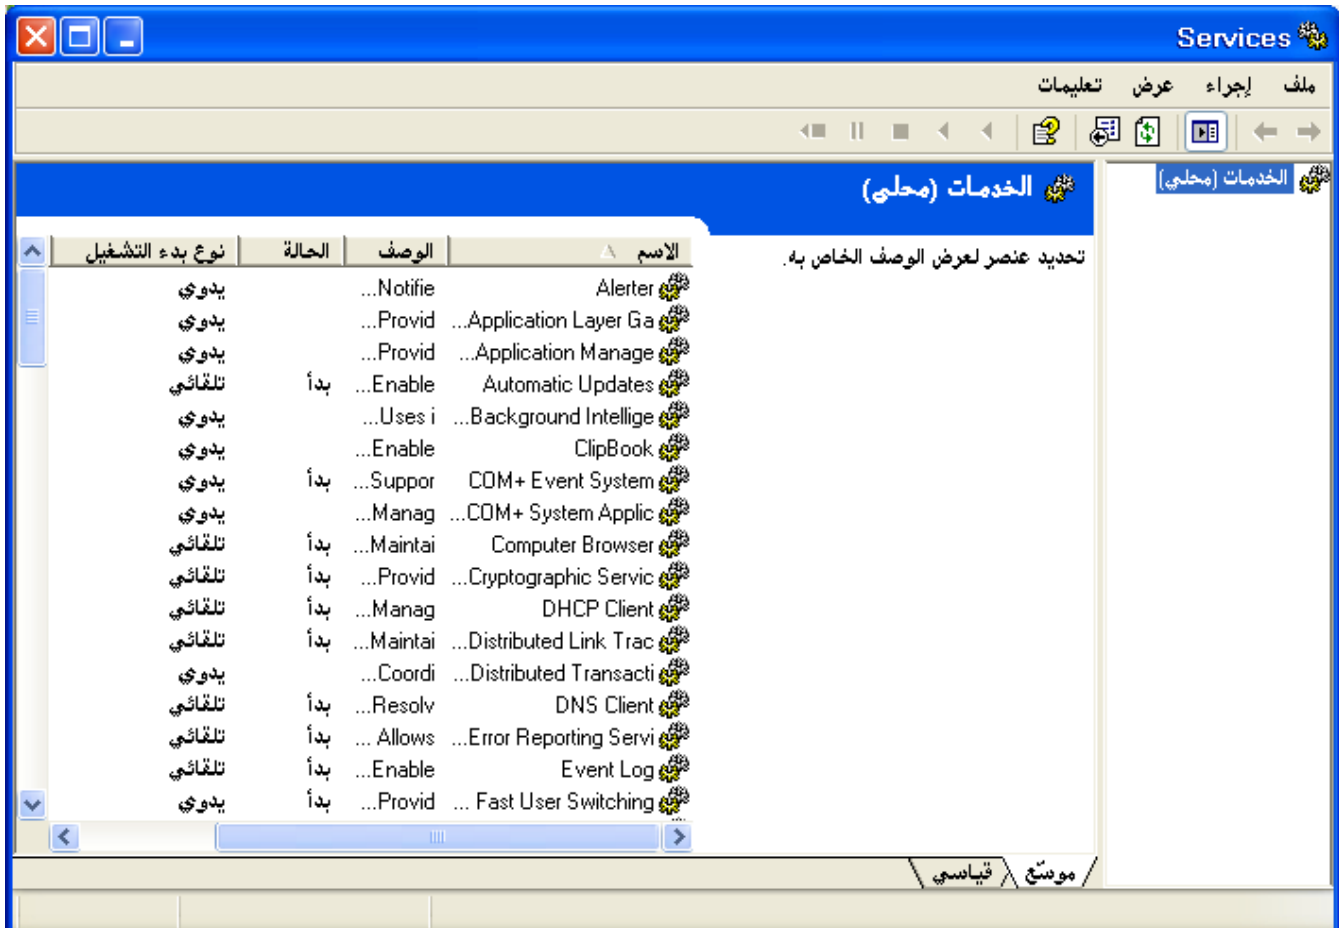 Services
ملف إجراء عرض تعليمات
الخدمات (محلي)
الخدمات (محلي)
تحديد عنصر لعرض الوصف الخاص به.
الاسم الوصف الحالة نوع بدء التشغيل
Alerter Notifie... يدوي
Application Layer Ga... Provid... يدوي
Application Manage... Provid... يدوي
Automatic Updates Enable... بدأ تلقائي
Background Intellige... Uses i... يدوي
ClipBook Enable... يدوي
COM+ Event System Suppor... بدأ يدوي
COM+ System Applic... Manag... يدوي
Computer Browser Maintai... بدأ تلقائي
Cryptographic Servic... Provid... بدأ تلقائي
DHCP Client Manag... بدأ تلقائي
Distributed Link Trac... Maintai... بدأ تلقائي
Distributed Transacti... Coordi... يدوي
DNS Client Resolv... بدأ تلقائي
Error Reporting Servi... Allows ... بدأ تلقائي
Event Log Enable... بدأ تلقائي
Fast User Switching ... Provid... بدأ يدوي
موسّع قياسي